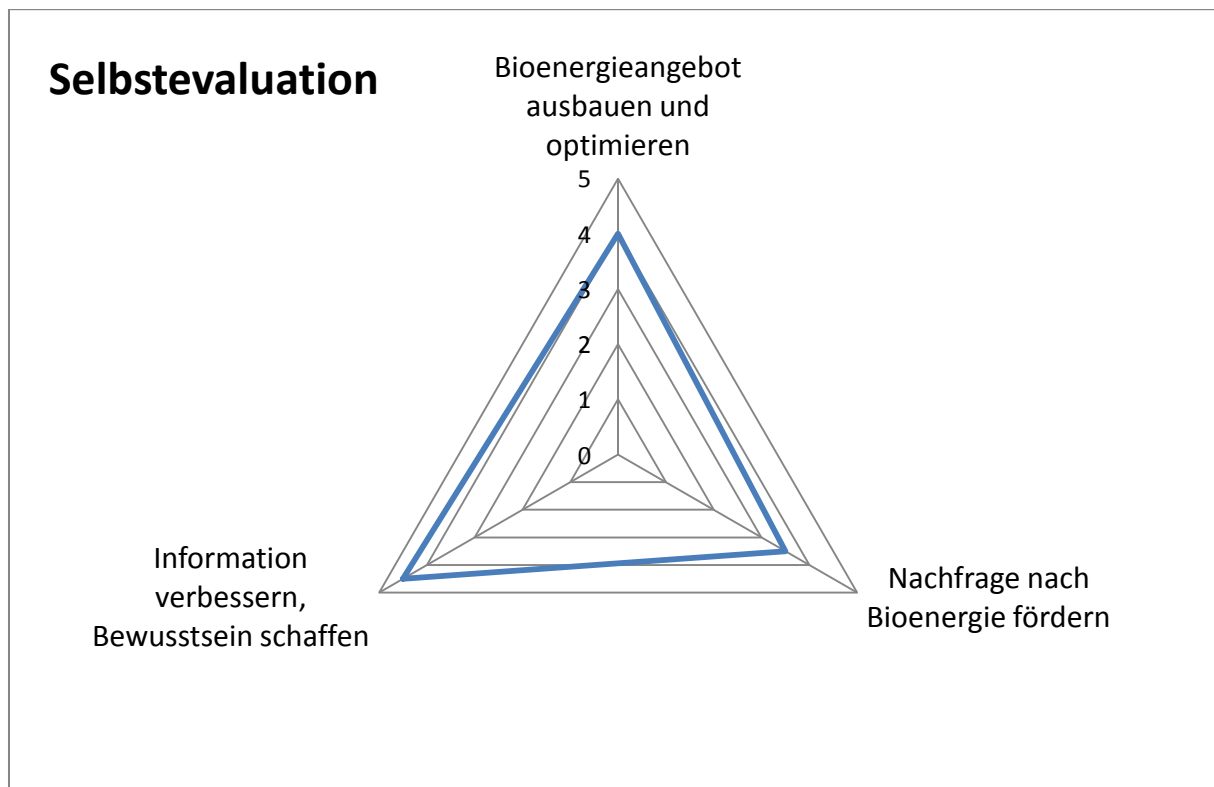 Selbstevaluation
Bioenergieangebot
ausbauen und
optimieren
5
4
3
2
1
0
Information
verbessern,
Bewusstsein schaffen
Nachfrage nach
Bioenergie fördern